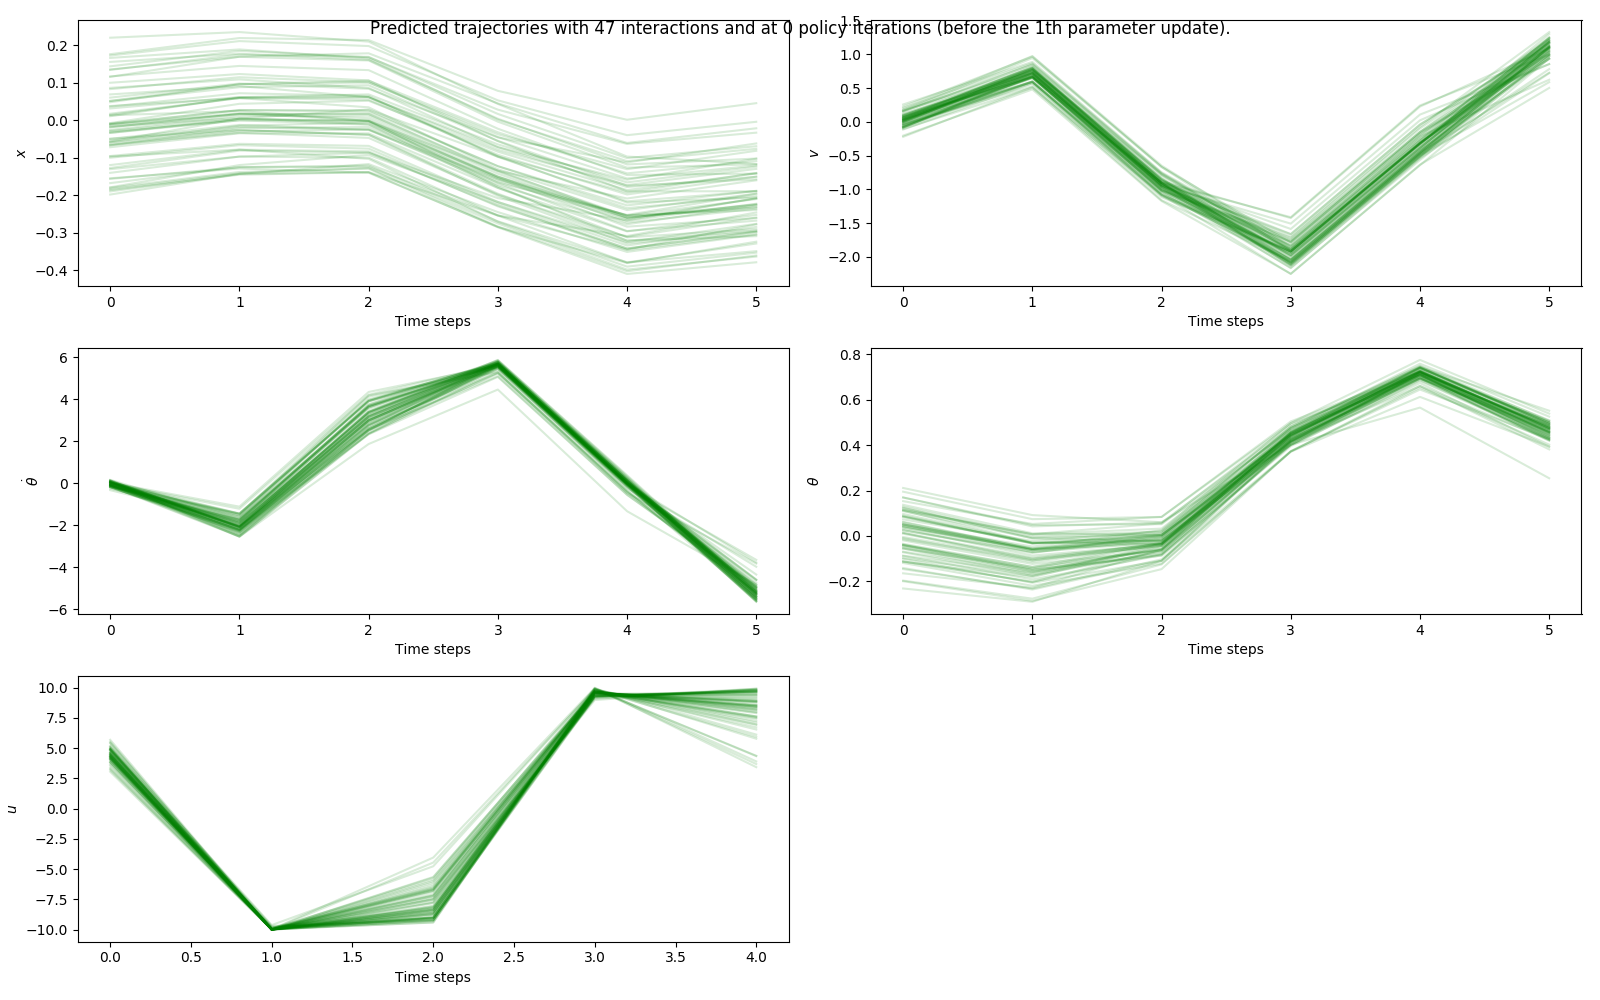 Predicted trajectories with 47 interactions and at 0 policy iterations (before the 1th parameter update).
0.2
0.1
0.0
−0.1
−0.2
−0.3
−0.4
x
0 1 2 3 4 5
Time steps
1.5
1.0
0.5
0.0
−0.5
−1.0
−1.5
−2.0
v
0 1 2 3 4 5
Time steps
6
4
2
0
−2
−4
−6
θ̇
0 1 2 3 4 5
Time steps
0.8
0.6
0.4
0.2
0.0
−0.2
θ
0 1 2 3 4 5
Time steps
10.0
7.5
5.0
2.5
0.0
−2.5
−5.0
−7.5
−10.0
u
0.0 0.5 1.0 1.5 2.0 2.5 3.0 3.5 4.0
Time steps